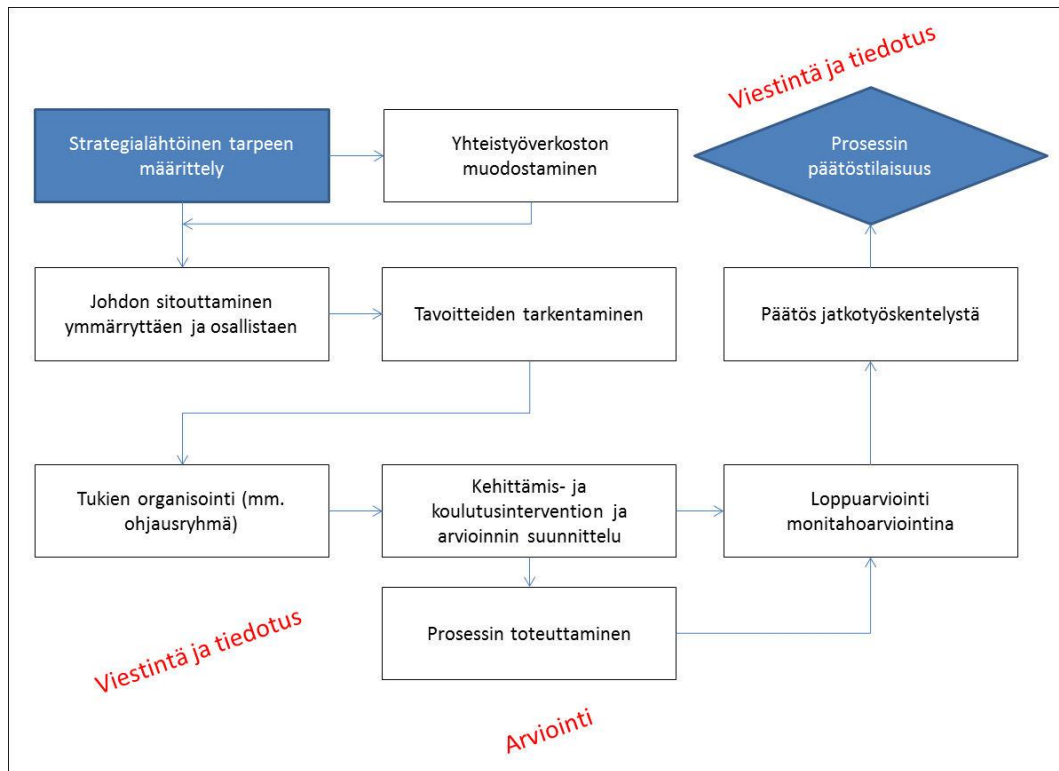 Viestintä ja tiedotus
Strategialähtöinen tarpeen
määrittely
Yhteistyöverkoston
muodostaminen
Prosessin
päätöstilaisuus
Johdon sitouttaminen
ymmärryttäen ja osallistaen
Tavoitteiden tarkentaminen
Päätös jatkotyöskentelystä
Tukien organisointi (mm.
ohjausryhmä)
Kehittämis- ja
koulutusintervention ja
arvioinnin suunnittelu
Loppuarviointi
monitahoarviointina
Prosessin toteuttaminen
Viestintä ja tiedotus
Arviointi